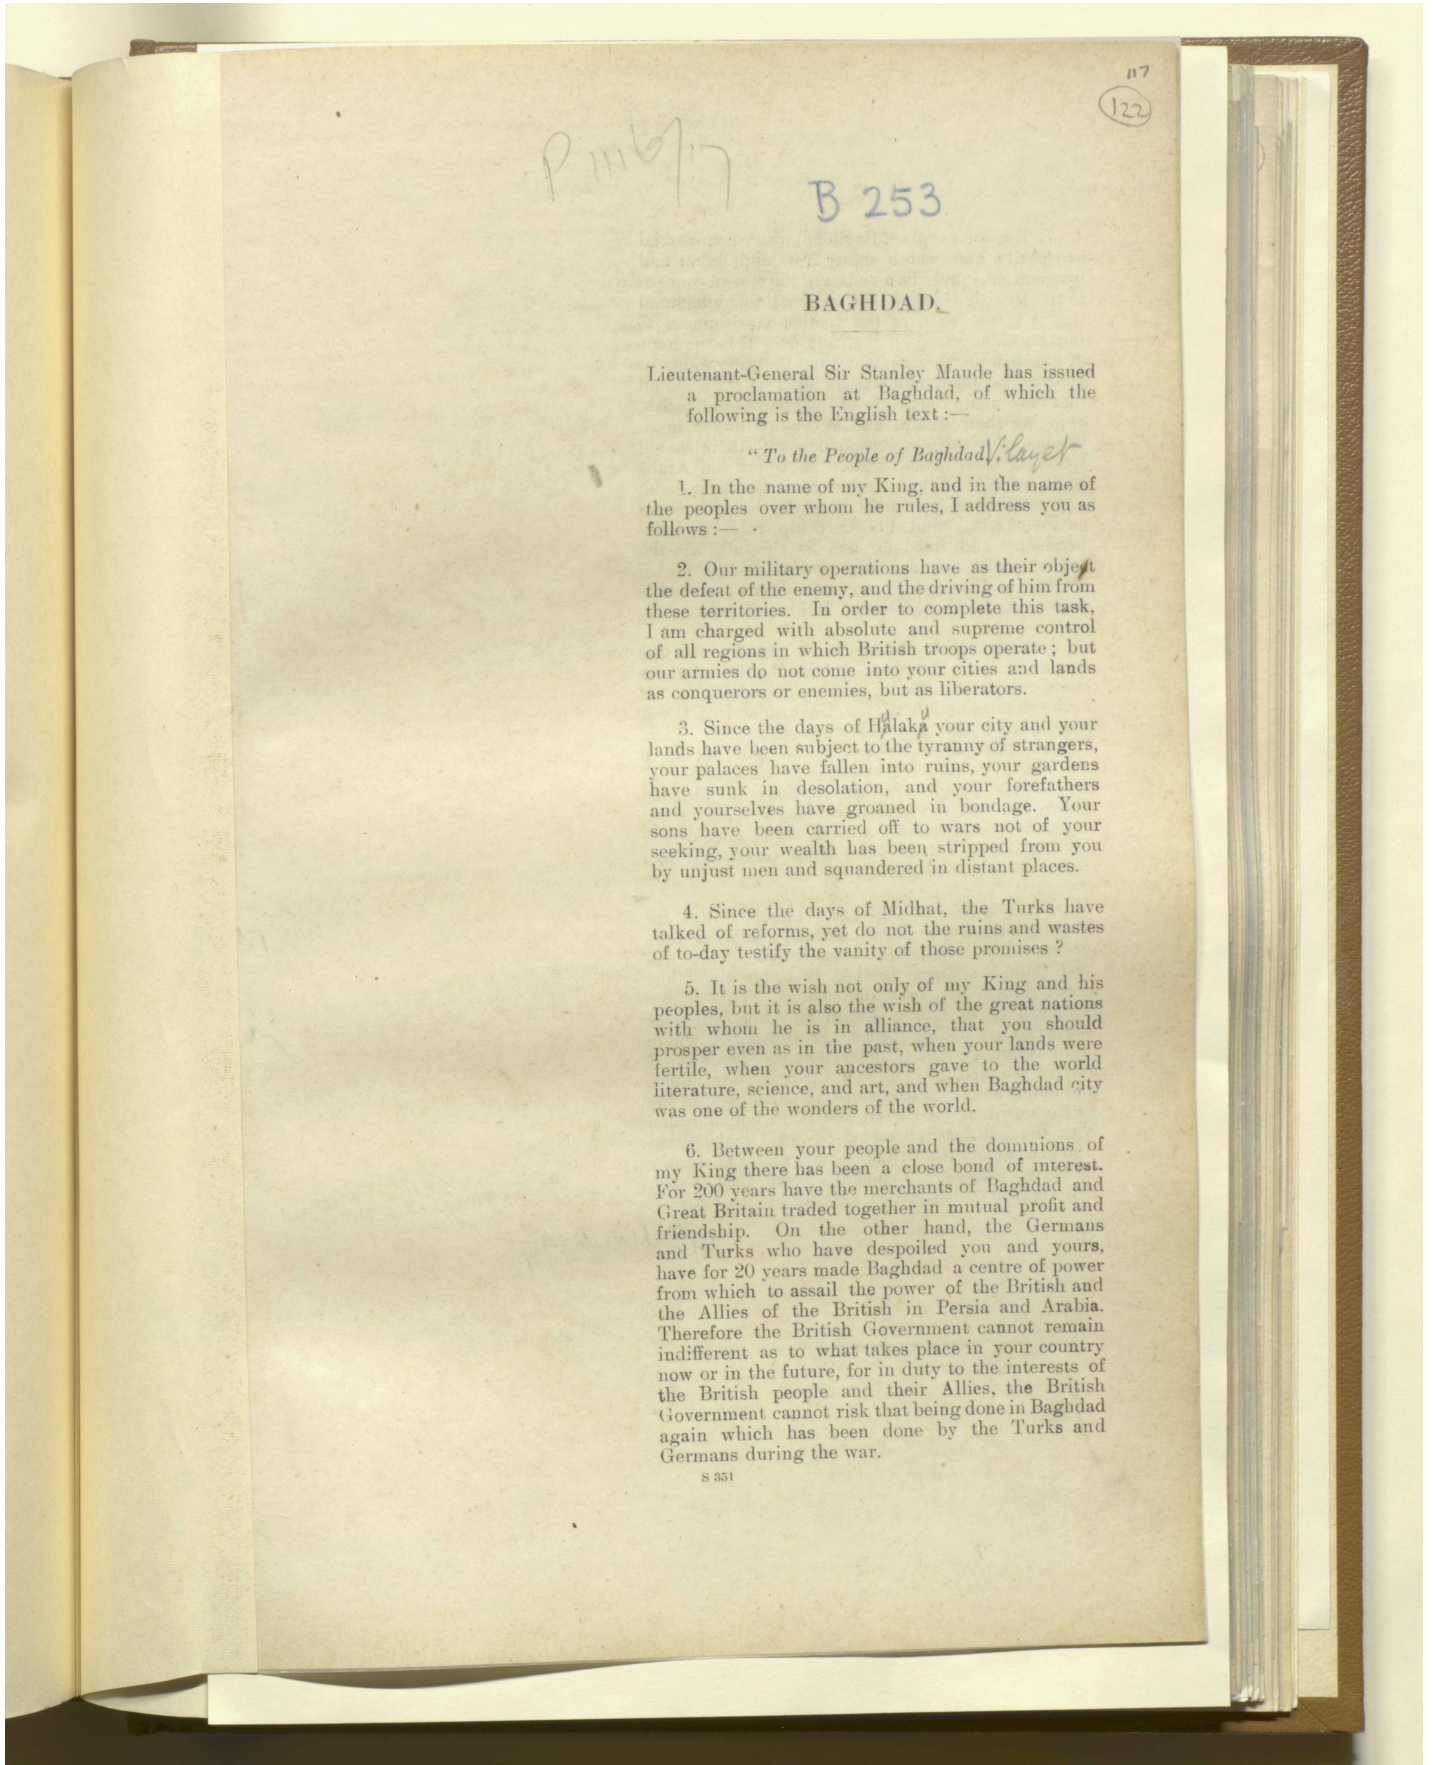 117
122
P 1116/17
B 253
BAGHDAD.
Lieutenant-General Sir Stanley Maude has issued
a proclamation at Baghdad, of which the
following is the English text :—
“ To the People of Baghdad Vilayet
1. In the name of my King, and in the name of
the peoples over whom he rules, I address you as
follows :—
2. Our military operations have as their object
the defeat of the enemy, and the driving of him from
these territories. In order to complete this task,
I am charged with absolute and supreme control
of all regions in which British troops operate ; but
our armies do not come into your cities and lands
as conquerors or enemies, but as liberators.
3. Since the days of Hulaku your city and your
lands have been subject to the tyranny of strangers,
your palaces have fallen into ruins, your gardens
have sunk in desolation, and your forefathers
and yourselves have groaned in bondage. Your
sons have been carried off to wars not of your
seeking, your wealth has been stripped from you
by unjust men and squandered in distant places.
4. Since the days of Midhat, the Turks have
talked of reforms, yet do not the ruins and wastes
of to-day testify the vanity of those promises ?
5. It is the wish not only of my King and his
peoples, but it is also the wish of the great nations
with whom he is in alliance, that you should
prosper even as in the past, when your lands were
fertile, when your ancestors gave to the world
literature, science, and art, and when Baghdad city
was one of the wonders of the world.
6. Between your people and the dominions of
my King there has been a close bond of interest.
For 200 years have the merchants of Baghdad and
Great Britain traded together in mutual profit and
friendship. On the other hand, the Germans
and Turks who have despoiled you and yours,
have for 20 years made Baghdad a centre of power
from which to assail the power of the British and
the Allies of the British in Persia and Arabia.
Therefore the British Government cannot remain
indifferent as to what takes place in your country
now or in the future, for in duty to the interests of
the British people and their Allies, the British
Government cannot risk that being done in Baghdad
again which has been done by the Turks and
Germans during the war.
S 351